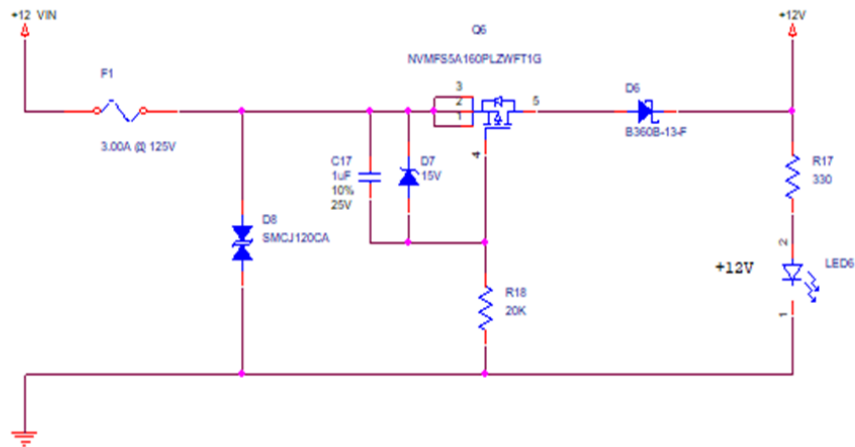 +12 VIN
+12V
Q6
NVMFS5A160PLZWFT1G
F1
3
2
1
5
D6
B360B-13-F
3.00A @ 125V
4
C17
1uF
10%
25V
D7
15V
R17
330
D8
SMCJ120CA
2
+12V
LED6
R18
20K
1